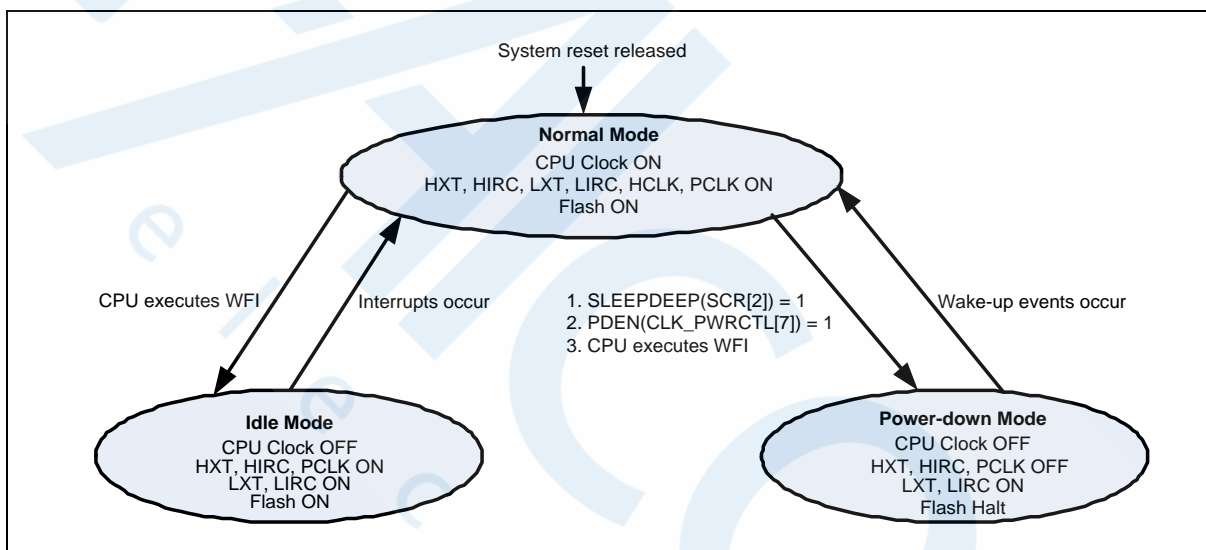 System reset released
Normal Mode
CPU Clock ON
HXT, HIRC, LXT, LIRC, HCLK, PCLK ON
Flash ON
CPU executes WFI
Interrupts occur
1. SLEEPDEEP(SCR[2]) = 1
2. PDEN(CLK_PWRCTL[7]) = 1
3. CPU executes WFI
Wake-up events occur
Idle Mode
CPU Clock OFF
HXT, HIRC, PCLK ON
LXT, LIRC ON
Flash ON
Power-down Mode
CPU Clock OFF
HXT, HIRC, PCLK OFF
LXT, LIRC ON
Flash Halt